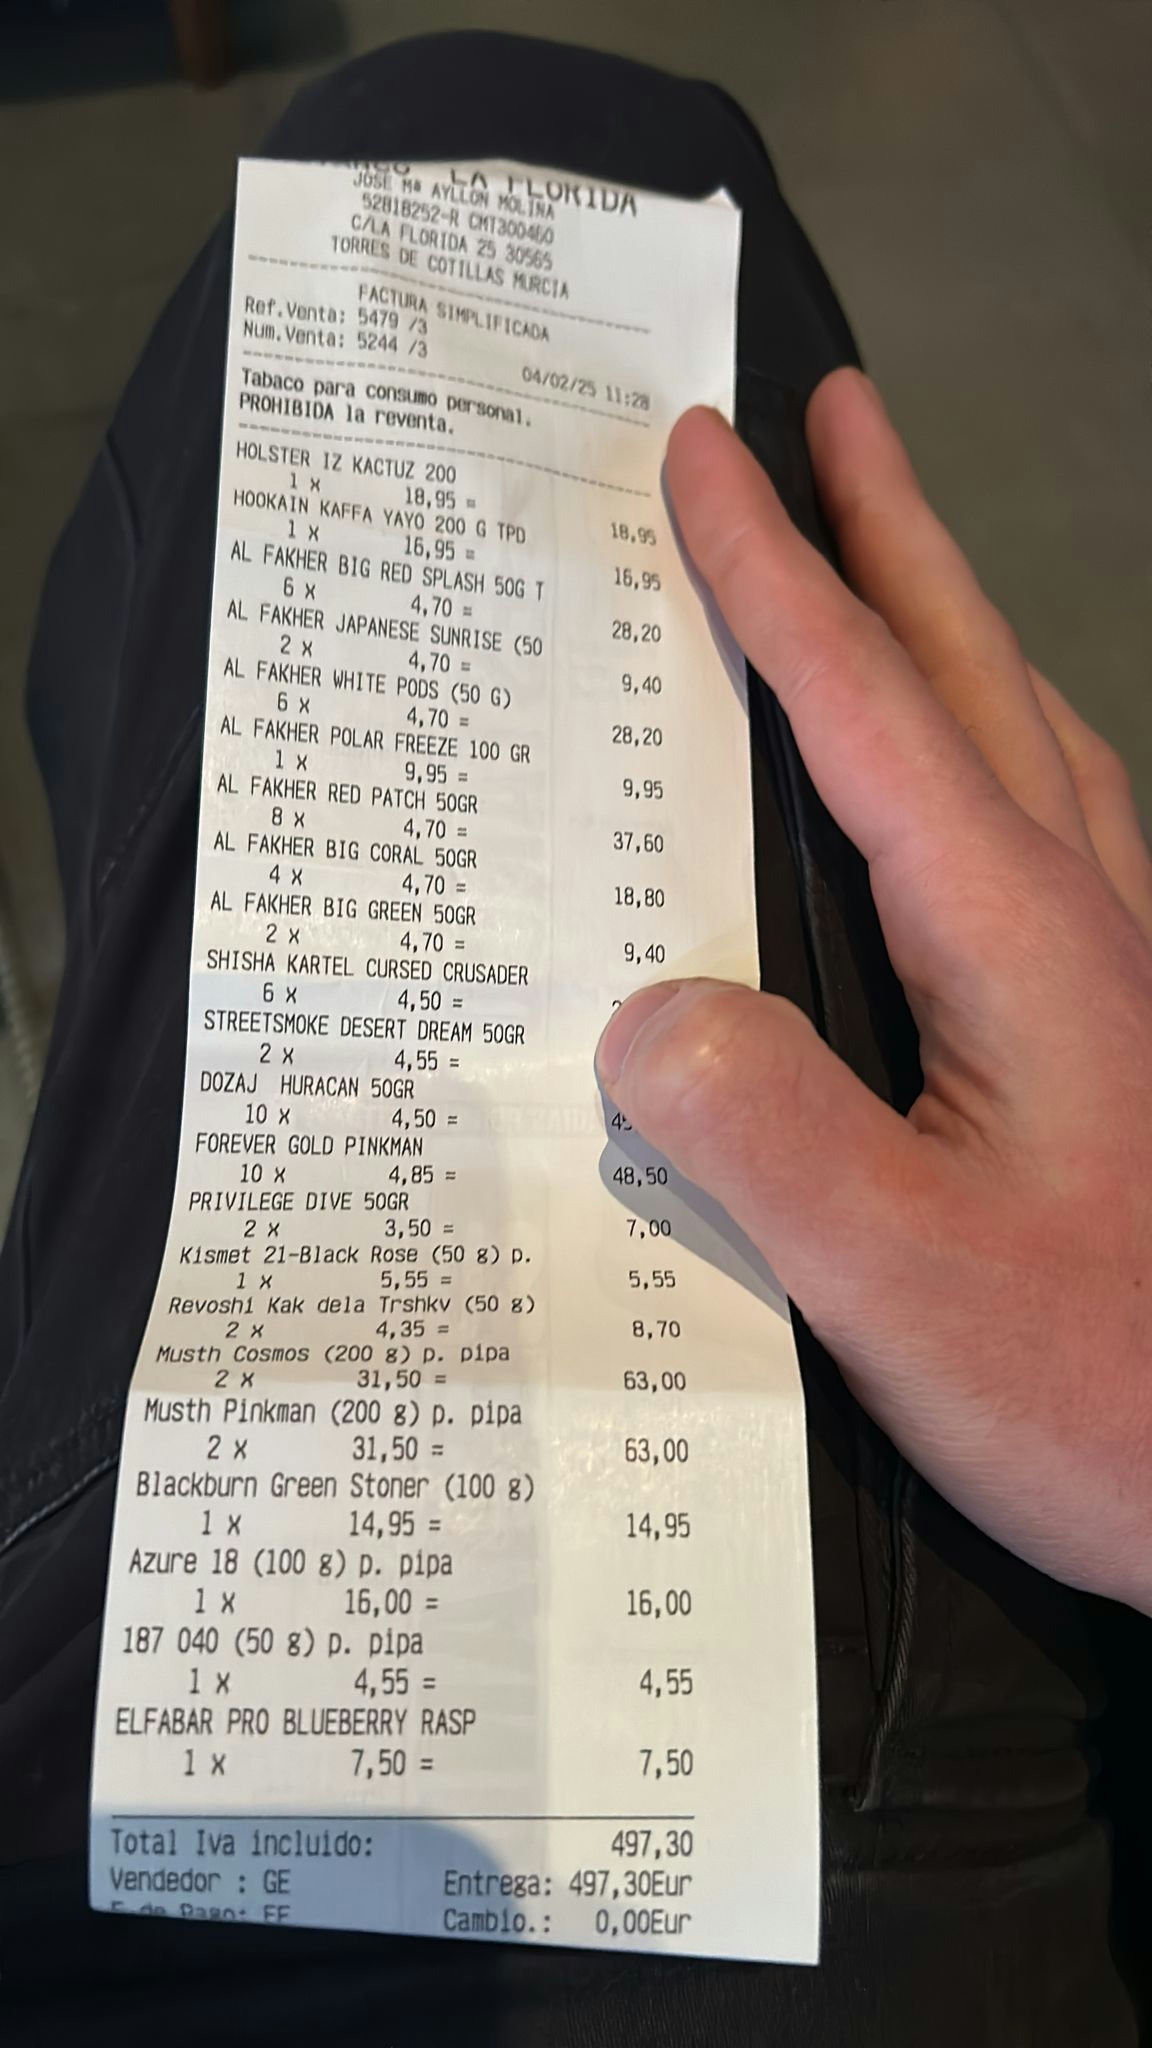 LA FLORIDA
JOSE Mª AYLLON MOLINA
52818252-R CMT300460
C/LA FLORIDA 25 30565
TORRES DE COTILLAS MURCIA
FACTURA SIMPLIFICADA
Ref.Venta: 5479 /3
Num.Venta: 5244 /3
04/02/25 11:28
Tabaco para consumo personal.
PROHIBIDA la reventa.
HOLSTER IZ KACTUZ 200
1 x 18,95 = 18,95
HOOKAIN KAFFA YAYO 200 G TPD
1 x 16,95 = 16,95
AL FAKHER BIG RED SPLASH 50G T
6 x 4,70 = 28,20
AL FAKHER JAPANESE SUNRISE (50
2 x 4,70 = 9,40
AL FAKHER WHITE PODS (50 G)
6 x 4,70 = 28,20
AL FAKHER POLAR FREEZE 100 GR
1 x 9,95 = 9,95
AL FAKHER RED PATCH 50GR
8 x 4,70 = 37,60
AL FAKHER BIG CORAL 50GR
4 x 4,70 = 18,80
AL FAKHER BIG GREEN 50GR
2 x 4,70 = 9,40
SHISHA KARTEL CURSED CRUSADER
6 x 4,50 =
STREETSMOKE DESERT DREAM 50GR
2 x 4,55 =
DOZAJ HURACAN 50GR
10 x 4,50 =
FOREVER GOLD PINKMAN
10 x 4,85 = 48,50
PRIVILEGE DIVE 50GR
2 x 3,50 = 7,00
Kismet 21-Black Rose (50 g) p.
1 x 5,55 = 5,55
Revoshi Kak dela Trshkv (50 g)
2 x 4,35 = 8,70
Musth Cosmos (200 g) p. pipa
2 x 31,50 = 63,00
Musth Pinkman (200 g) p. pipa
2 x 31,50 = 63,00
Blackburn Green Stoner (100 g)
1 x 14,95 = 14,95
Azure 18 (100 g) p. pipa
1 x 16,00 = 16,00
187 040 (50 g) p. pipa
1 x 4,55 = 4,55
ELFABAR PRO BLUEBERRY RASP
1 x 7,50 = 7,50
Total Iva incluido: 497,30
Vendedor : GE Entrega: 497,30Eur
Cambio.: 0,00Eur